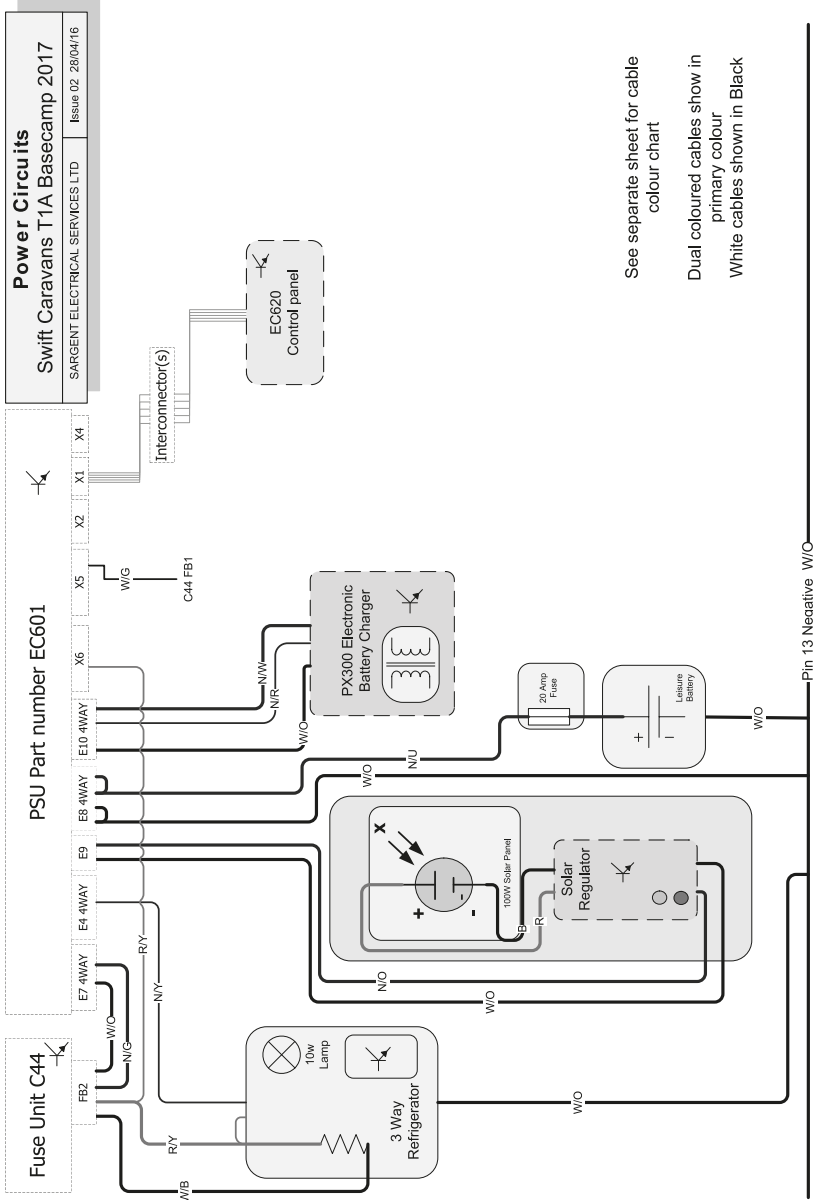 Power Circuits
Swift Caravans T1A Basecamp 2017
SARGENT ELECTRICAL SERVICES LTD
Issue 02 28/04/16
Fuse Unit C44
FB2
PSU Part number EC601
E7 4WAY
E4 4WAY
E9
E8 4WAY
E10 4WAY
X6
X5
X2
X1
X4
W/O
N/G
R/Y
N/Y
R/Y
W/B
W/G
C44 FB1
Interconnector(s)
EC620
Control panel
N/W
N/R
W/O
PX300 Electronic
Battery Charger
N/U
W/O
20 Amp
Fuse
+
-
Leisure
Battery
W/O
X
+
-
-
100W Solar Panel
B
R
Solar
Regulator
N/O
W/O
10w
Lamp
3 Way
Refrigerator
W/O
See separate sheet for cable
colour chart
Dual coloured cables show in
primary colour
White cables shown in Black
Pin 13 Negative W/O